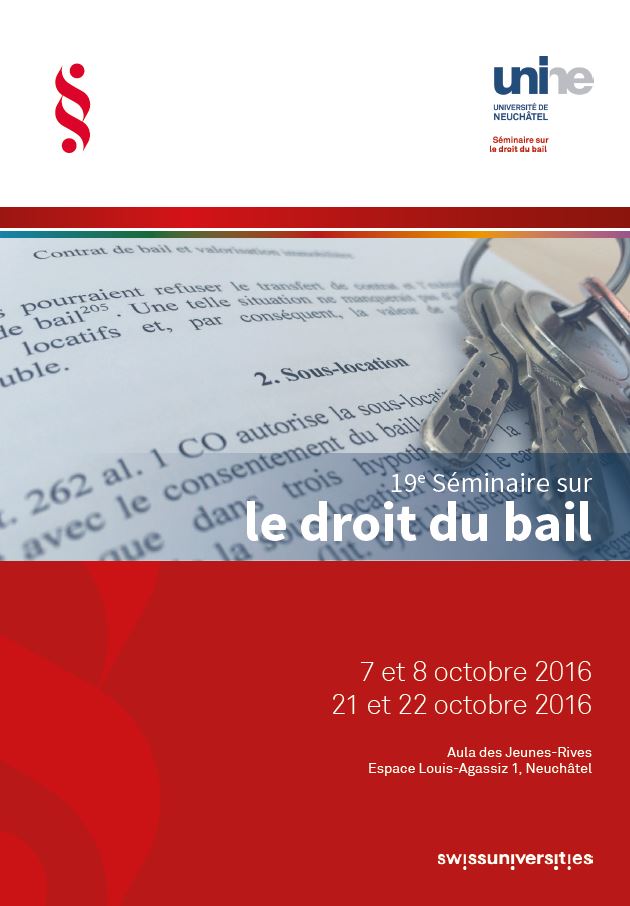 unine
UNIVERSITÉ DE
NEUCHÂTEL
Séminaire sur
le droit du bail
Contrat de bail et valorisation immobilière
s pourraient refuser le transfert de contrat et l'
de bail205. Une telle situation ne manquerait pas d'
locatifs et, par conséquent, la valeur de
uble.
2. Sous-location
t. 262 al. 1 CO autorise la sous-locat
avec le consentement du baille
que dans trois hypoth
la so
(lit.
19e Séminaire sur
le droit du bail
7 et 8 octobre 2016
21 et 22 octobre 2016
Aula des Jeunes-Rives
Espace Louis-Agassiz 1, Neuchâtel
swissuniversities